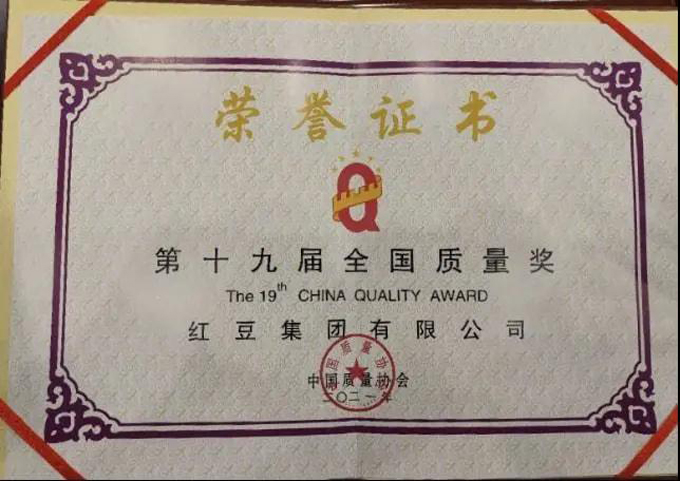 荣誉证书
Q
第十九届全国质量奖
The 19th CHINA QUALITY AWARD
红豆集团有限公司
中国质量协会
二〇二一年